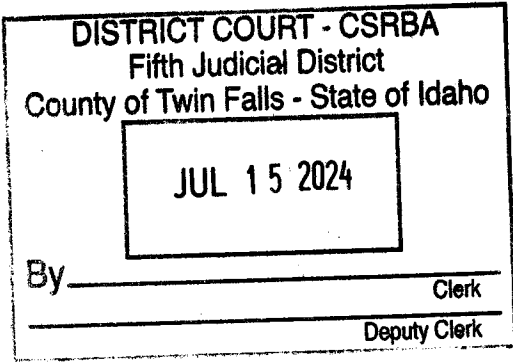 DISTRICT COURT - CSRBA
Fifth Judicial District
County of Twin Falls - State of Idaho
JUL 15 2024
By
Clerk
Deputy Clerk